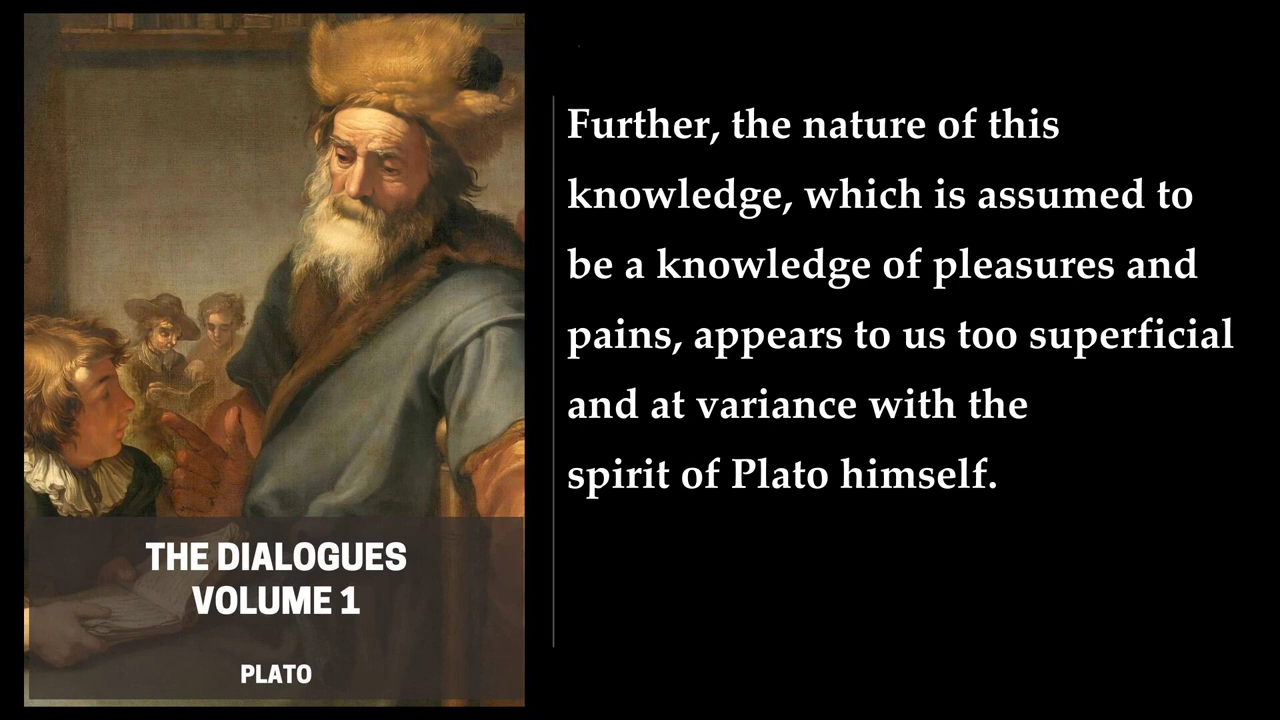 THE DIALOGUES
VOLUME 1
PLATO
Further, the nature of this
knowledge, which is assumed to
be a knowledge of pleasures and
pains, appears to us too superficial
and at variance with the
spirit of Plato himself.